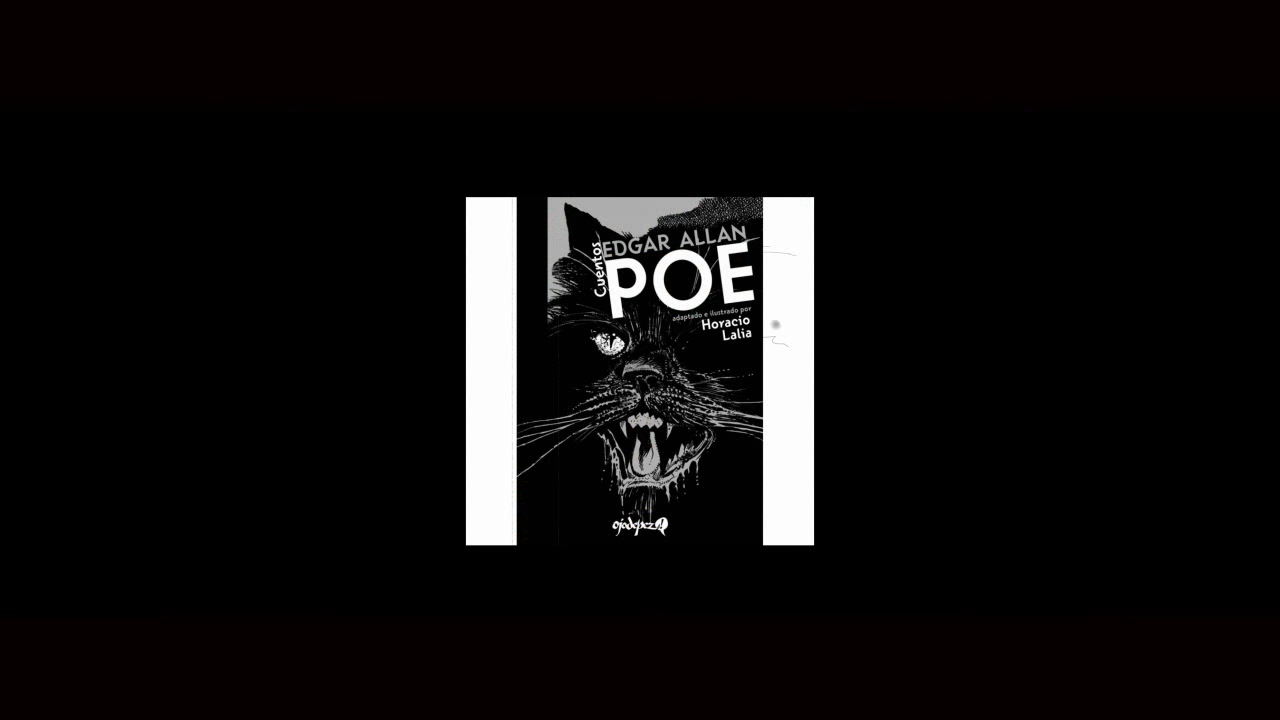 Cuentos
EDGAR ALLAN
POE
adaptado e ilustrado por
Horacio
Lalia
ojodepez